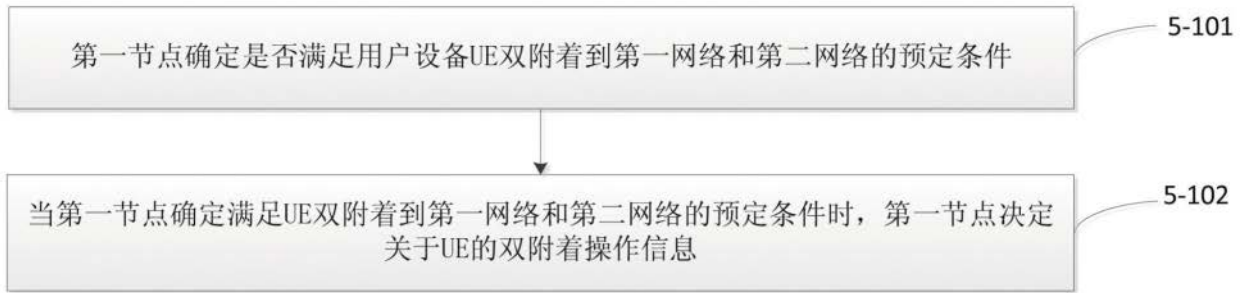 第一节点确定是否满足用户设备UE双附着到第一网络和第二网络的预定条件
5-101
当第一节点确定满足UE双附着到第一网络和第二网络的预定条件时，第一节点决定
关于UE的双附着操作信息
5-102